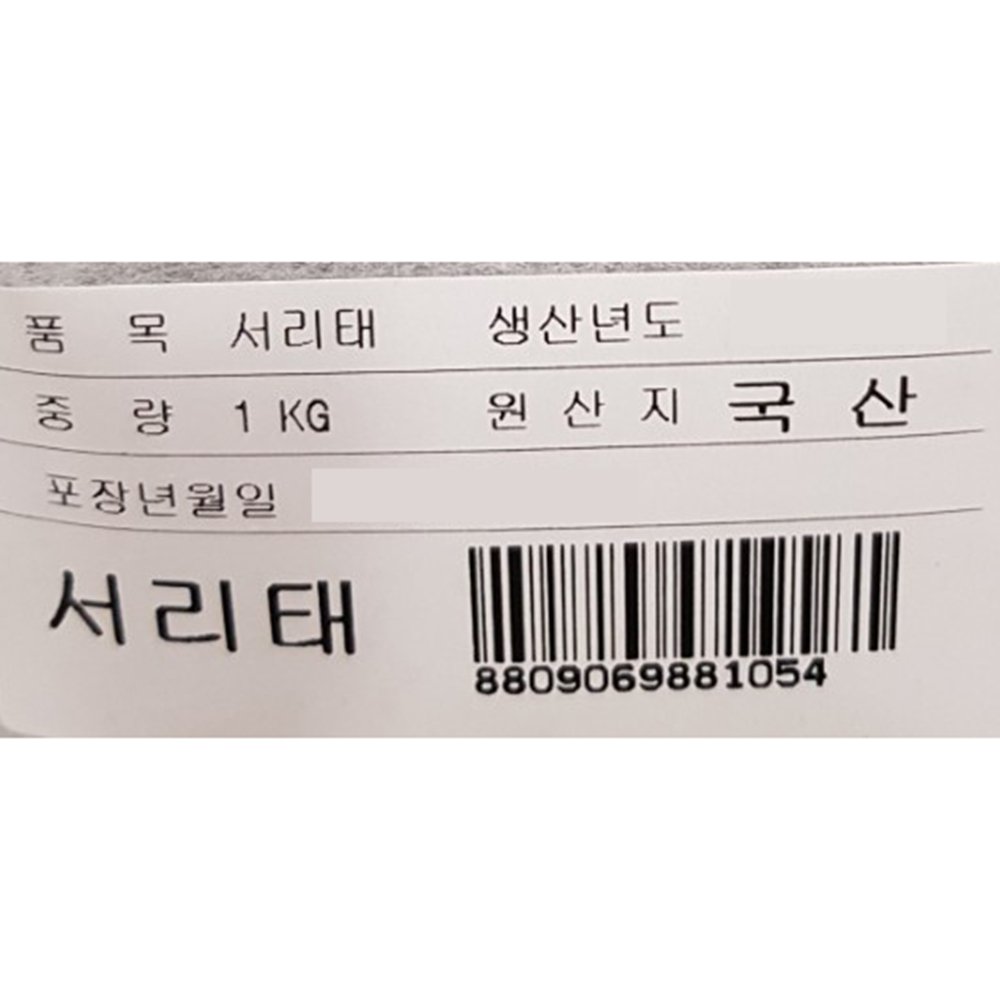 품 목 서리태 생산년도
중 량 1 KG 원 산 지 국 산
포장년월일
서리태
8809069881054